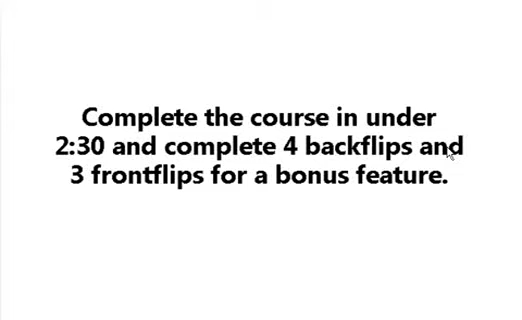 Complete the course in under
2:30 and complete 4 backflips and
3 frontflips for a bonus feature.